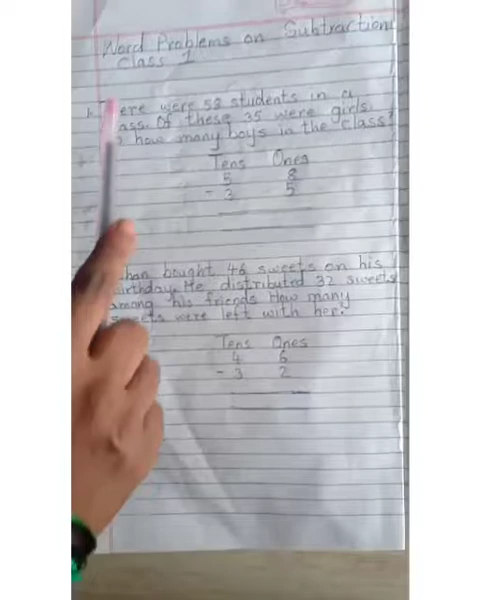 Word Problems on Subtraction
Class 1
ere were 58 students in a
ass. Of these 35 were girls.
how many boys in the class?
Tens Ones
5 8
- 3 5
han bought 46 sweets on his
birthday. He distributed 32 sweets
among his friends How many
sweets were left with her?
Tens Ones
4 6
- 3 2